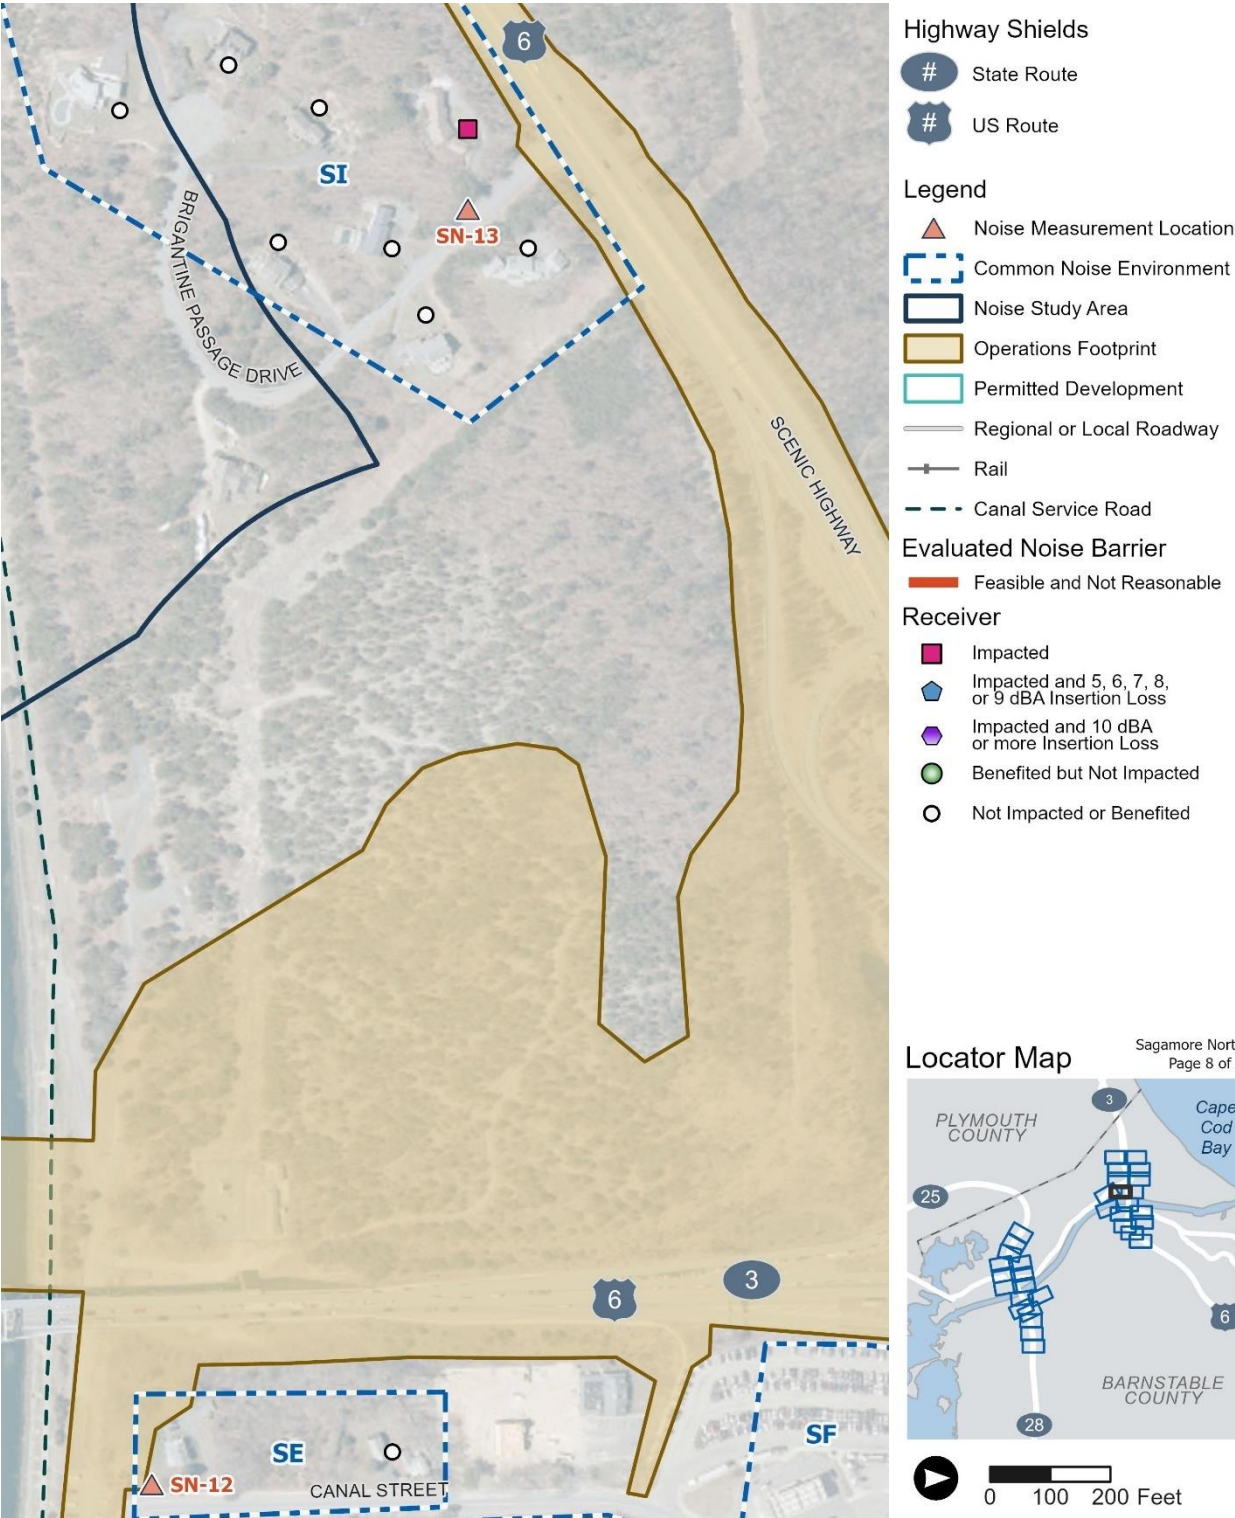 6
SI
SN-13
BRIGANTINE PASSAGE DRIVE
SCENIC HIGHWAY
6
3
SE
SN-12
CANAL STREET
SF
Highway Shields
# State Route
# US Route
Legend
Noise Measurement Location
Common Noise Environment
Noise Study Area
Operations Footprint
Permitted Development
Regional or Local Roadway
Rail
Canal Service Road
Evaluated Noise Barrier
Feasible and Not Reasonable
Receiver
Impacted
Impacted and 5, 6, 7, 8,
or 9 dBA Insertion Loss
Impacted and 10 dBA
or more Insertion Loss
Benefited but Not Impacted
Not Impacted or Benefited
Locator Map
Sagamore Nort
Page 8 of
3
PLYMOUTH
COUNTY
Cape
Cod
Bay
25
6
BARNSTABLE
COUNTY
28
0 100 200 Feet